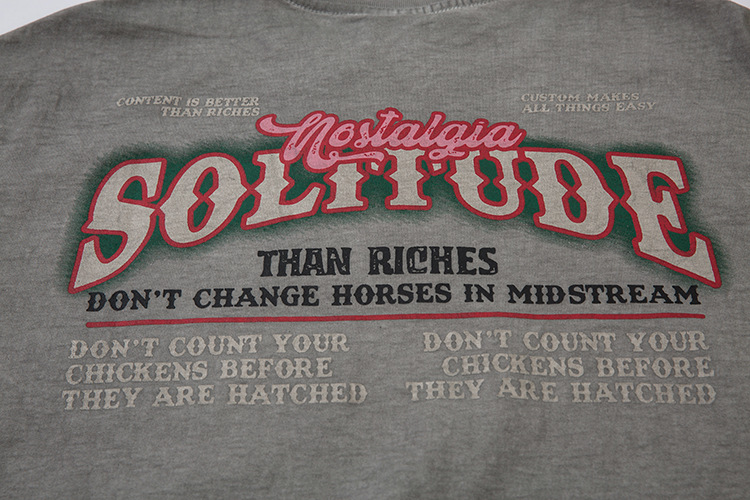 CONTENT IS BETTER
THAN RICHES
CUSTOM MAKES
ALL THINGS EASY
Nostalgia
SOLITUDE
THAN RICHES
DON'T CHANGE HORSES IN MIDSTREAM
DON'T COUNT YOUR
CHICKENS BEFORE
THEY ARE HATCHED
DON'T COUNT YOUR
CHICKENS BEFORE
THEY ARE HATCHED